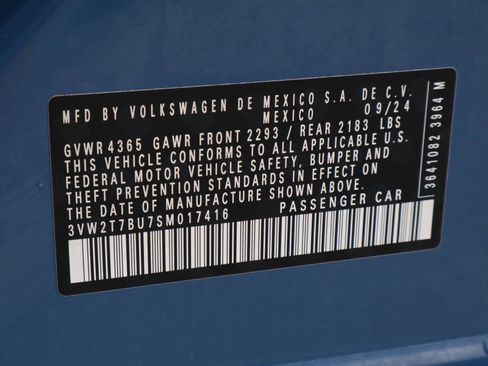 MFD BY VOLKSWAGEN DE MEXICO S.A. DE C.V.
MEXICO 09/24
GVWR 4365 GAWR FRONT 2293 / REAR 2183 LBS
THIS VEHICLE CONFORMS TO ALL APPLICABLE U.S.
FEDERAL MOTOR VEHICLE SAFETY, BUMPER AND
THEFT PREVENTION STANDARDS IN EFFECT ON
THE DATE OF MANUFACTURE SHOWN ABOVE.
3VW2T7BU7SM017416 PASSENGER CAR
3641082 3964 M